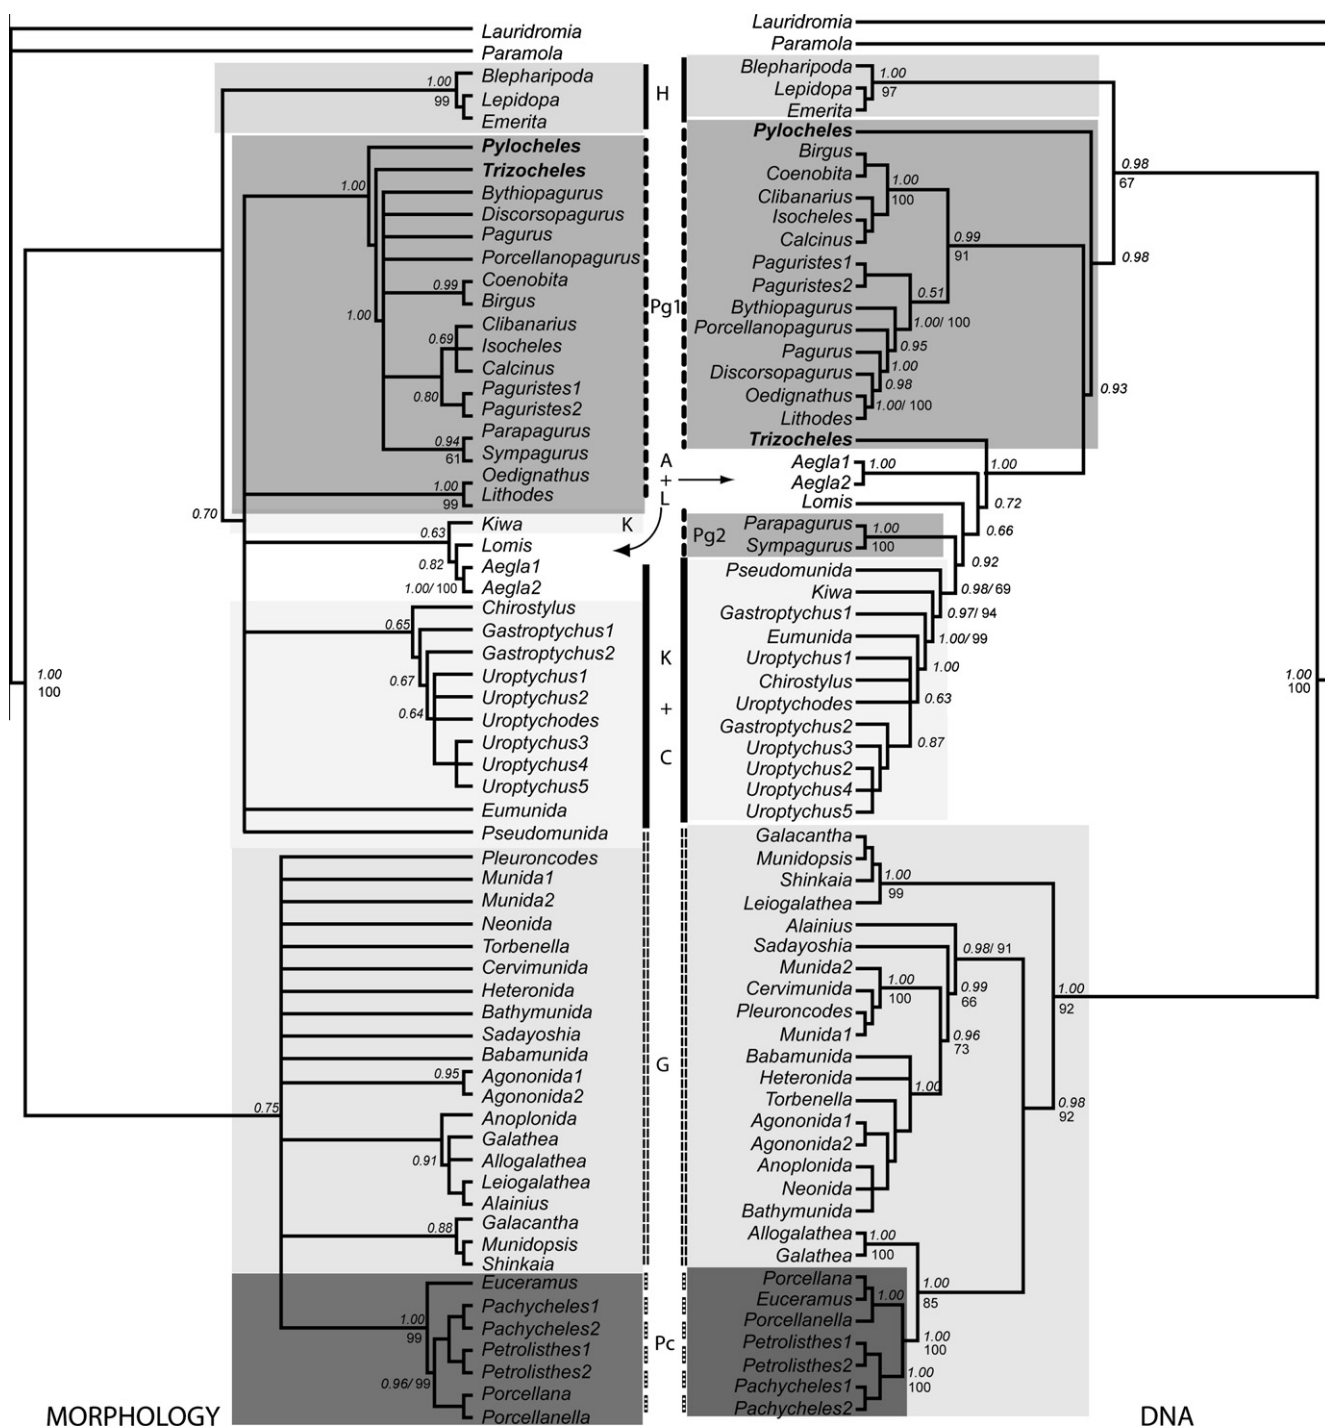 Lauridromia
Paramola
1.00
Blepharipoda
99
Lepidopa
Emerita
Pylocheles
Trizocheles
1.00
Bythiopagurus
Discorsopagurus
Pagurus
Porcellanopagurus
0.99
Coenobita
Birgus
1.00
Clibanarius
0.69
Isocheles
Calcinus
Paguristes1
0.80
Paguristes2
Parapagurus
0.94
61
Sympagurus
Oedignathus
1.00
99
Lithodes
0.70
Kiwa
0.63
Lomis
0.82
Aegla1
1.00/ 100
Aegla2
Chirostylus
0.65
Gastroptychus1
Gastroptychus2
0.67
Uroptychus1
Uroptychus2
0.64
Uroptychodes
Uroptychus3
Uroptychus4
Uroptychus5
Eumunida
Pseudomunida
1.00
100
Pleuroncodes
Munida1
Munida2
Neonida
Torbenella
Cervimunida
Heteronida
Bathymunida
Sadayoshia
Babamunida
0.95
Agononida1
Agononida2
0.75
Anoplonida
Galathea
0.91
Allogalathea
Leiogalathea
Alainius
0.88
Galacantha
Munidopsis
Shinkaia
Euceramus
1.00
99
Pachycheles1
Pachycheles2
Petrolisthes1
Petrolisthes2
0.96/ 99
Porcellana
Porcellanella
MORPHOLOGY
H
Pg1
A
+
L
K
Pg2
K
+
C
G
Pc
Lauridromia
Paramola
Blepharipoda
1.00
97
Lepidopa
Emerita
Pylocheles
Birgus
Coenobita
1.00
100
Clibanarius
Isocheles
Calcinus
0.99
91
Paguristes1
Paguristes2
0.51
Bythiopagurus
1.00/ 100
Porcellanopagurus
0.95
Pagurus
1.00
Discorsopagurus
0.98
Oedignathus
1.00/ 100
Lithodes
0.98
67
0.98
0.93
Trizocheles
1.00
Aegla1
1.00
Aegla2
Lomis
0.72
Parapagurus
1.00
Sympagurus
100
0.66
0.92
Pseudomunida
Kiwa
0.98/ 69
Gastroptychus1
0.97/ 94
Eumunida
1.00/ 99
Uroptychus1
1.00
Chirostylus
Uroptychodes
0.63
Gastroptychus2
Uroptychus3
0.87
Uroptychus2
Uroptychus4
Uroptychus5
1.00
100
Galacantha
Munidopsis
Shinkaia
1.00
99
Leiogalathea
Alainius
Sadayoshia
0.98/ 91
Munida2
1.00
100
Cervimunida
0.99
66
Pleuroncodes
Munida1
0.96
73
1.00
92
Babamunida
Heteronida
1.00
Torbenella
Agononida1
0.98
92
Agononida2
Anoplonida
Neonida
Bathymunida
Allogalathea
1.00
100
Galathea
Porcellana
1.00
85
Euceramus
1.00
Porcellanella
Petrolisthes1
1.00
100
Petrolisthes2
1.00
100
Pachycheles1
Pachycheles2
DNA